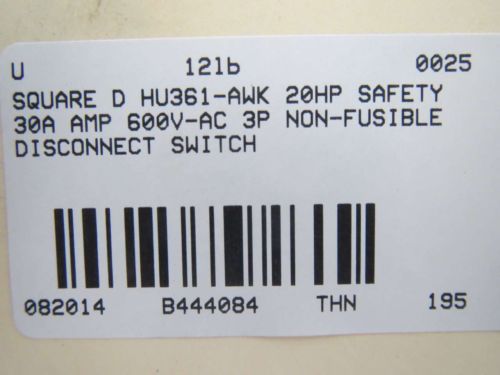 U 12lb 0025
SQUARE D HU361-AWK 20HP SAFETY
30A AMP 600V-AC 3P NON-FUSIBLE
DISCONNECT SWITCH
082014 B444084 THN 195